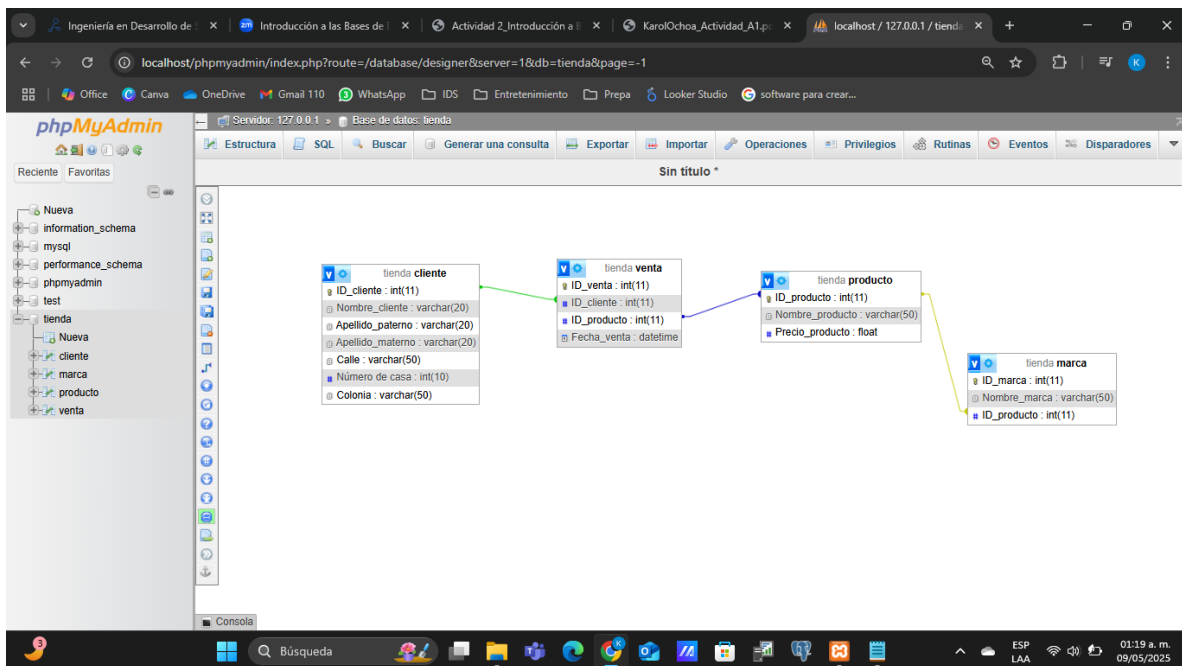 Ingeniería en Desarrollo de S
Introducción a las Bases de D
Actividad 2_Introducción a B
KarolOchoa_Actividad_A1.pd
localhost / 127.0.0.1 / tienda
localhost/phpmyadmin/index.php?route=/database/designer&server=1&db=tienda&page=-1
K
Office
Canva
OneDrive
Gmail 110
WhatsApp
IDS
Entretenimiento
Prepa
Looker Studio
software para crear...
phpMyAdmin
Reciente
Favoritas
Nueva
information_schema
mysql
performance_schema
phpmyadmin
test
tienda
Nueva
cliente
marca
producto
venta
Servidor: 127.0.0.1 » Base de datos: tienda
Estructura
SQL
Buscar
Generar una consulta
Exportar
Importar
Operaciones
Privilegios
Rutinas
Eventos
Disparadores
Sin título *
tienda cliente
ID_cliente : int(11)
Nombre_cliente : varchar(20)
Apellido_paterno : varchar(20)
Apellido_materno : varchar(20)
Calle : varchar(50)
Número de casa : int(10)
Colonia : varchar(50)
tienda venta
ID_venta : int(11)
ID_cliente : int(11)
ID_producto : int(11)
Fecha_venta : datetime
tienda producto
ID_producto : int(11)
Nombre_producto : varchar(50)
Precio_producto : float
tienda marca
ID_marca : int(11)
Nombre_marca : varchar(50)
ID_producto : int(11)
Consola
3
Búsqueda
ESP
LAA
01:19 a. m.
09/05/2025